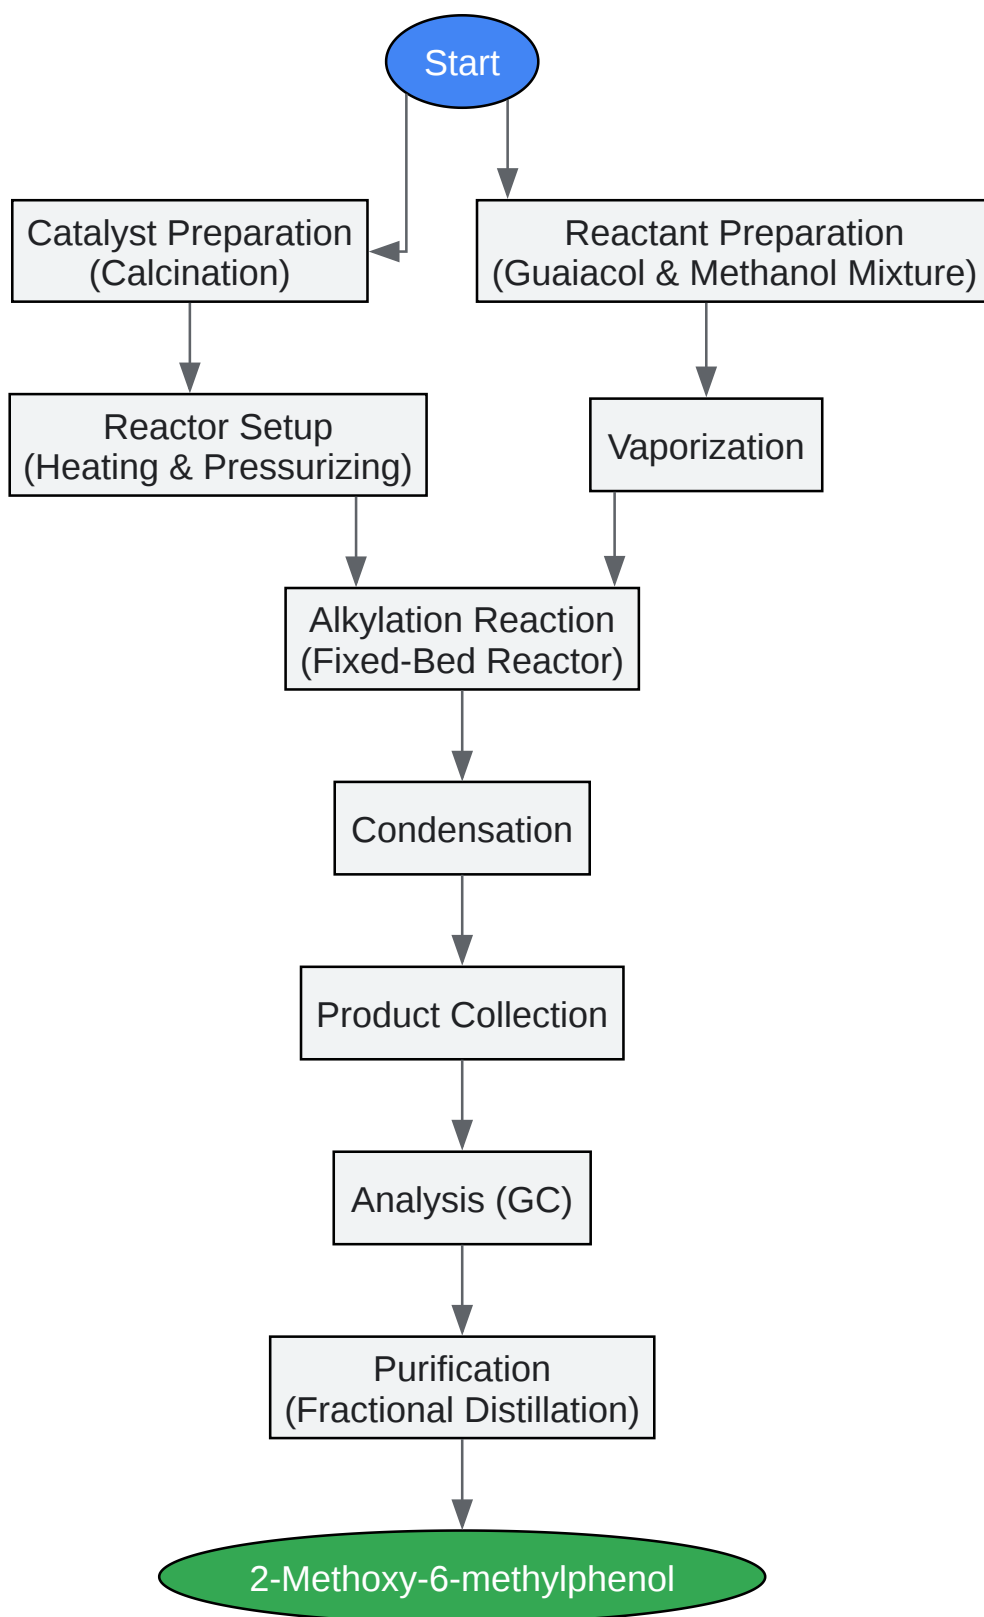 Start
Catalyst Preparation
(Calcination)
Reactant Preparation
(Guaiacol & Methanol Mixture)
Reactor Setup
(Heating & Pressurizing)
Vaporization
Alkylation Reaction
(Fixed-Bed Reactor)
Condensation
Product Collection
Analysis (GC)
Purification
(Fractional Distillation)
2-Methoxy-6-methylphenol